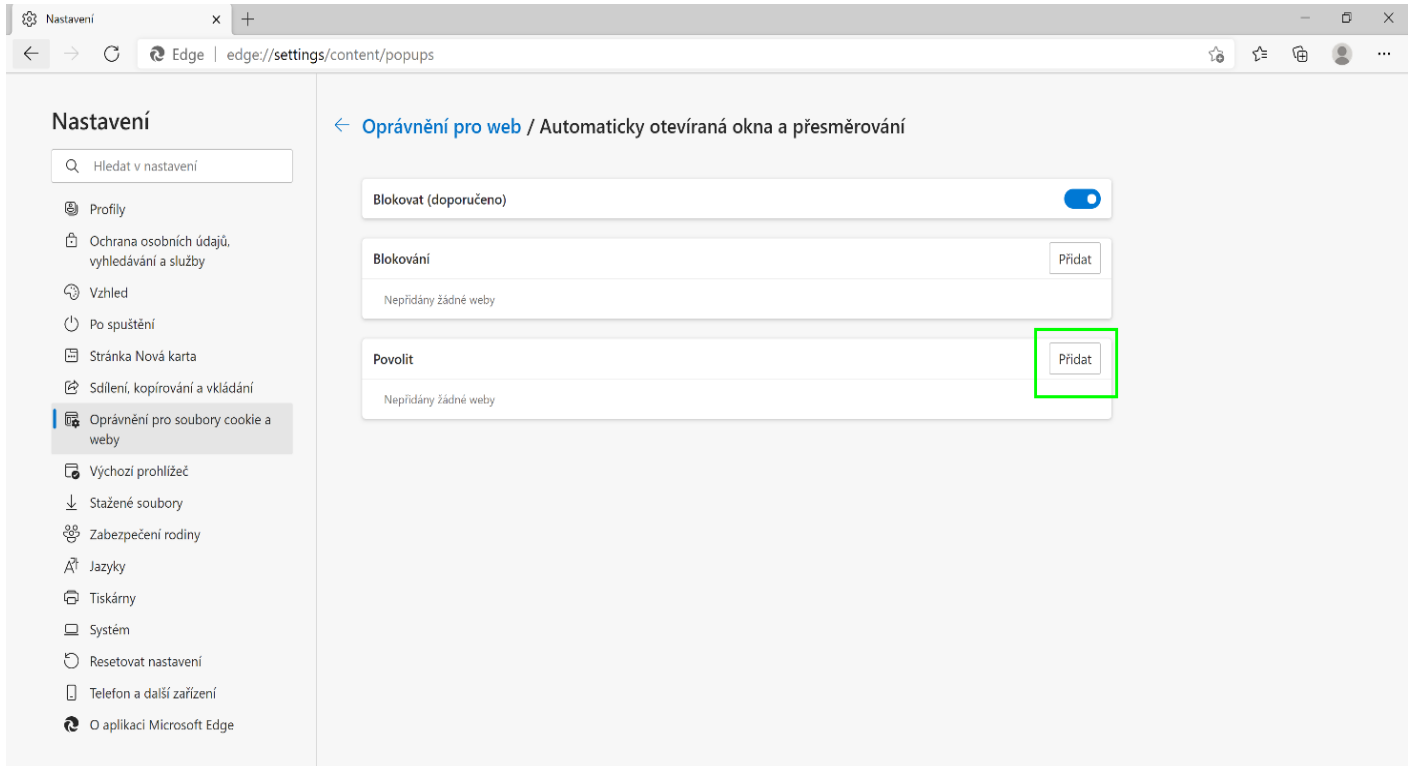 Nastavení
Edge | edge://settings/content/popups
Nastavení
Hledat v nastavení
Profily
Ochrana osobních údajů,
vyhledávání a služby
Vzhled
Po spuštění
Stránka Nová karta
Sdílení, kopírování a vkládání
Oprávnění pro soubory cookie a
weby
Výchozí prohlížeč
Stažené soubory
Zabezpečení rodiny
Jazyky
Tiskárny
Systém
Resetovat nastavení
Telefon a další zařízení
O aplikaci Microsoft Edge
Oprávnění pro web / Automaticky otevíraná okna a přesměrování
Blokovat (doporučeno)
Blokování Přidat
Nepřidány žádné weby
Povolit Přidat
Nepřidány žádné weby